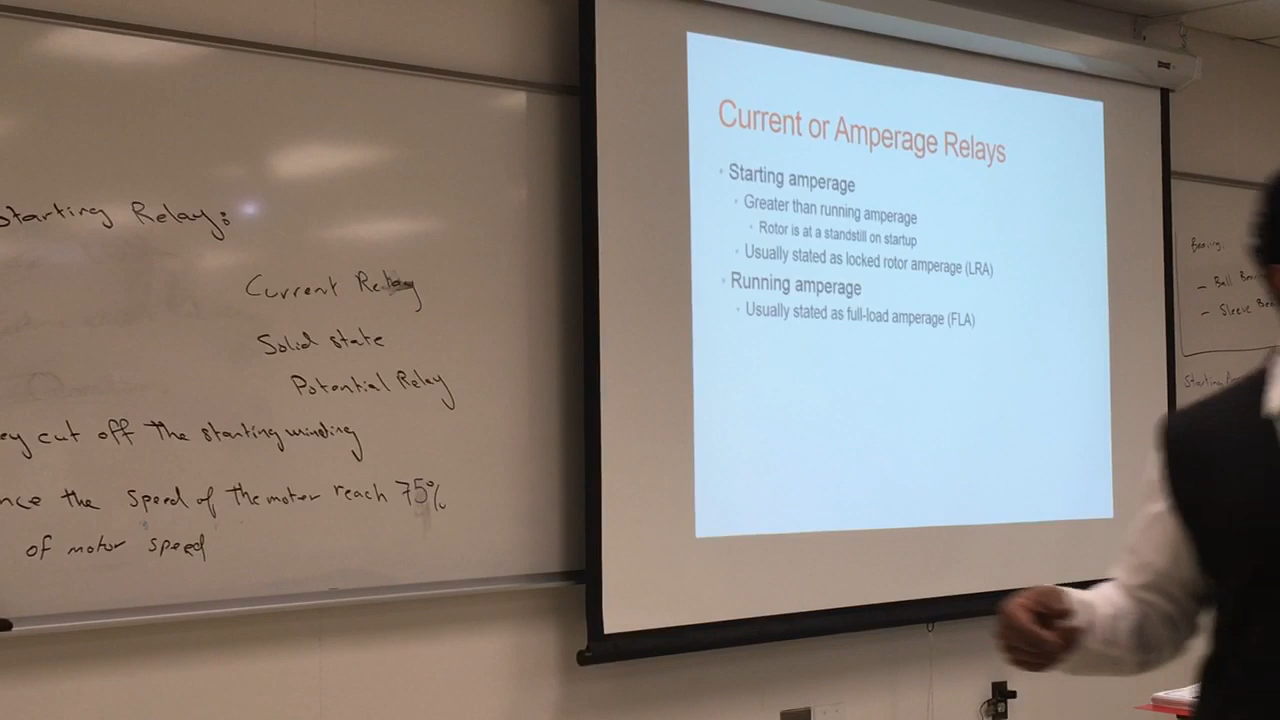 Starting Relay:
Current Relay
Solid state
Potential Relay
cut off the starting winding
the speed of the motor reach 75%
of motor speed
Current or Amperage Relays
• Starting amperage
• Greater than running amperage
• Rotor is at a standstill on startup
• Usually stated as locked rotor amperage (LRA)
• Running amperage
• Usually stated as full-load amperage (FLA)
Bearing:
– Ball
– Sleeve
Starting